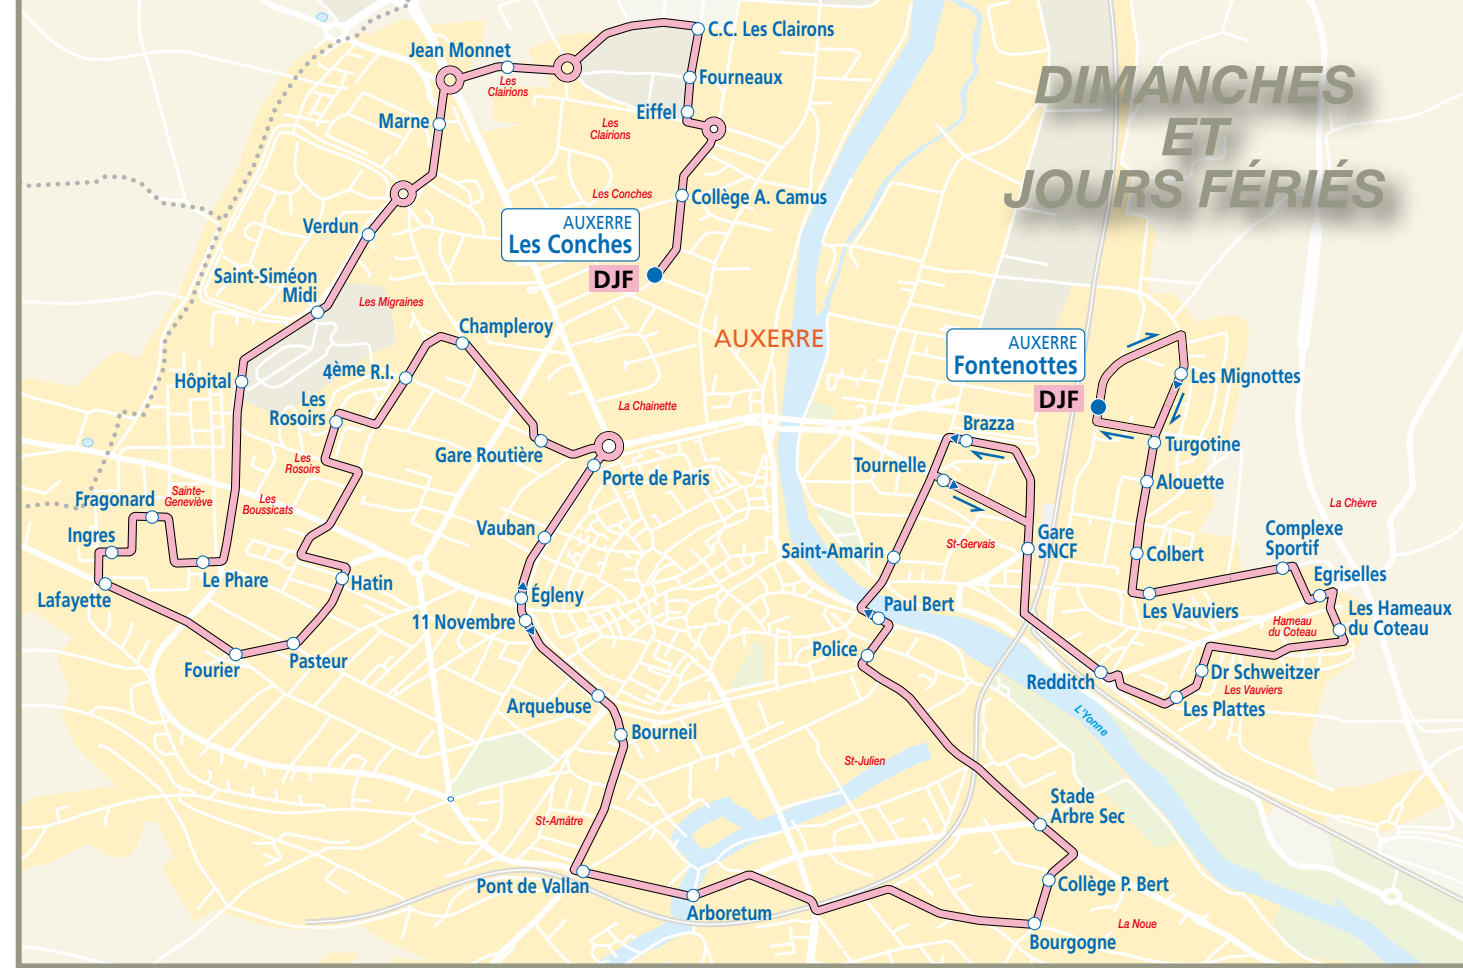 DIMANCHES
ET
JOURS FÉRIÉS
C.C. Les Clairons
Jean Monnet
Les
Clairions
Fourneaux
Eiffel
Marne
Les
Clairions
Les Conches
Collège A. Camus
AUXERRE
Les Conches
DJF
Verdun
Saint-Siméon
Midi
Les Migraines
Champleroy
AUXERRE
AUXERRE
Fontenottes
DJF
Les Mignottes
Hôpital
4ème R.I.
Les
Rosoirs
La Chainette
Brazza
Turgotine
Gare Routière
Tournelle
Les
Rosoirs
Porte de Paris
Alouette
Fragonard
Sainte-
Geneviève
Les
Boussicats
La Chèvre
Ingres
Vauban
Gare
SNCF
Complexe
Sportif
St-Gervais
Saint-Amarin
Colbert
Le Phare
Hatin
Egriselles
Lafayette
Égleny
Paul Bert
Les Vauviers
Les Hameaux
du Coteau
Hameau
du Coteau
11 Novembre
Police
Fourier
Pasteur
Redditch
Dr Schweitzer
Les Vauviers
Arquebuse
Les Plattes
L'Yonne
Bourneil
St-Julien
Stade
Arbre Sec
St-Amâtre
Pont de Vallan
Collège P. Bert
Arboretum
La Noue
Bourgogne